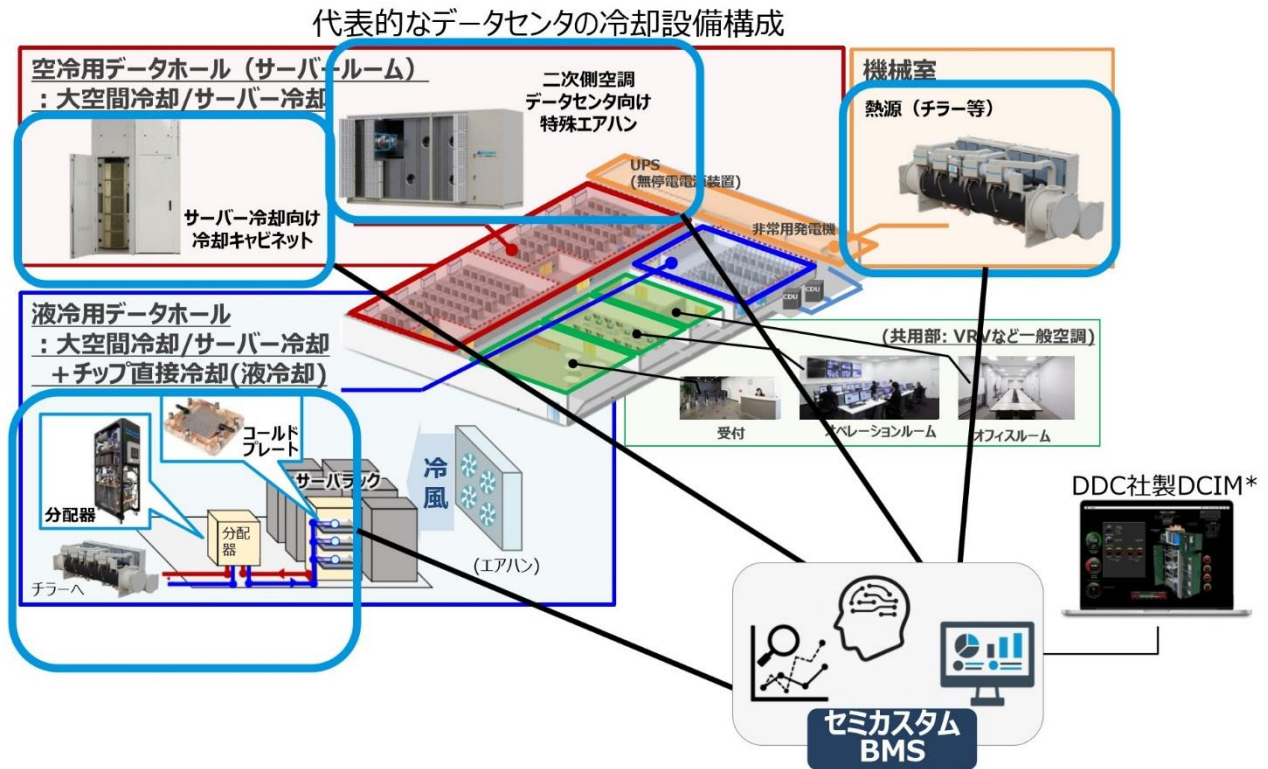 代表的なデータセンタの冷却設備構成
空冷用データホール（サーバールーム）
：大空間冷却/サーバー冷却
二次側空調
データセンタ向け
特殊エアハン
サーバー冷却向け
冷却キャビネット
機械室
熱源（チラー等）
UPS
(無停電電源装置)
非常用発電機
CDU
CDU
液冷用データホール
：大空間冷却/サーバー冷却
＋チップ直接冷却(液冷却)
(共用部: VRVなど一般空調)
受付
オペレーションルーム
オフィスルーム
コールド
プレート
分配器
サーバラック
冷風
分配
器
(エアハン)
チラーへ
DDC社製DCIM*
セミカスタム
BMS